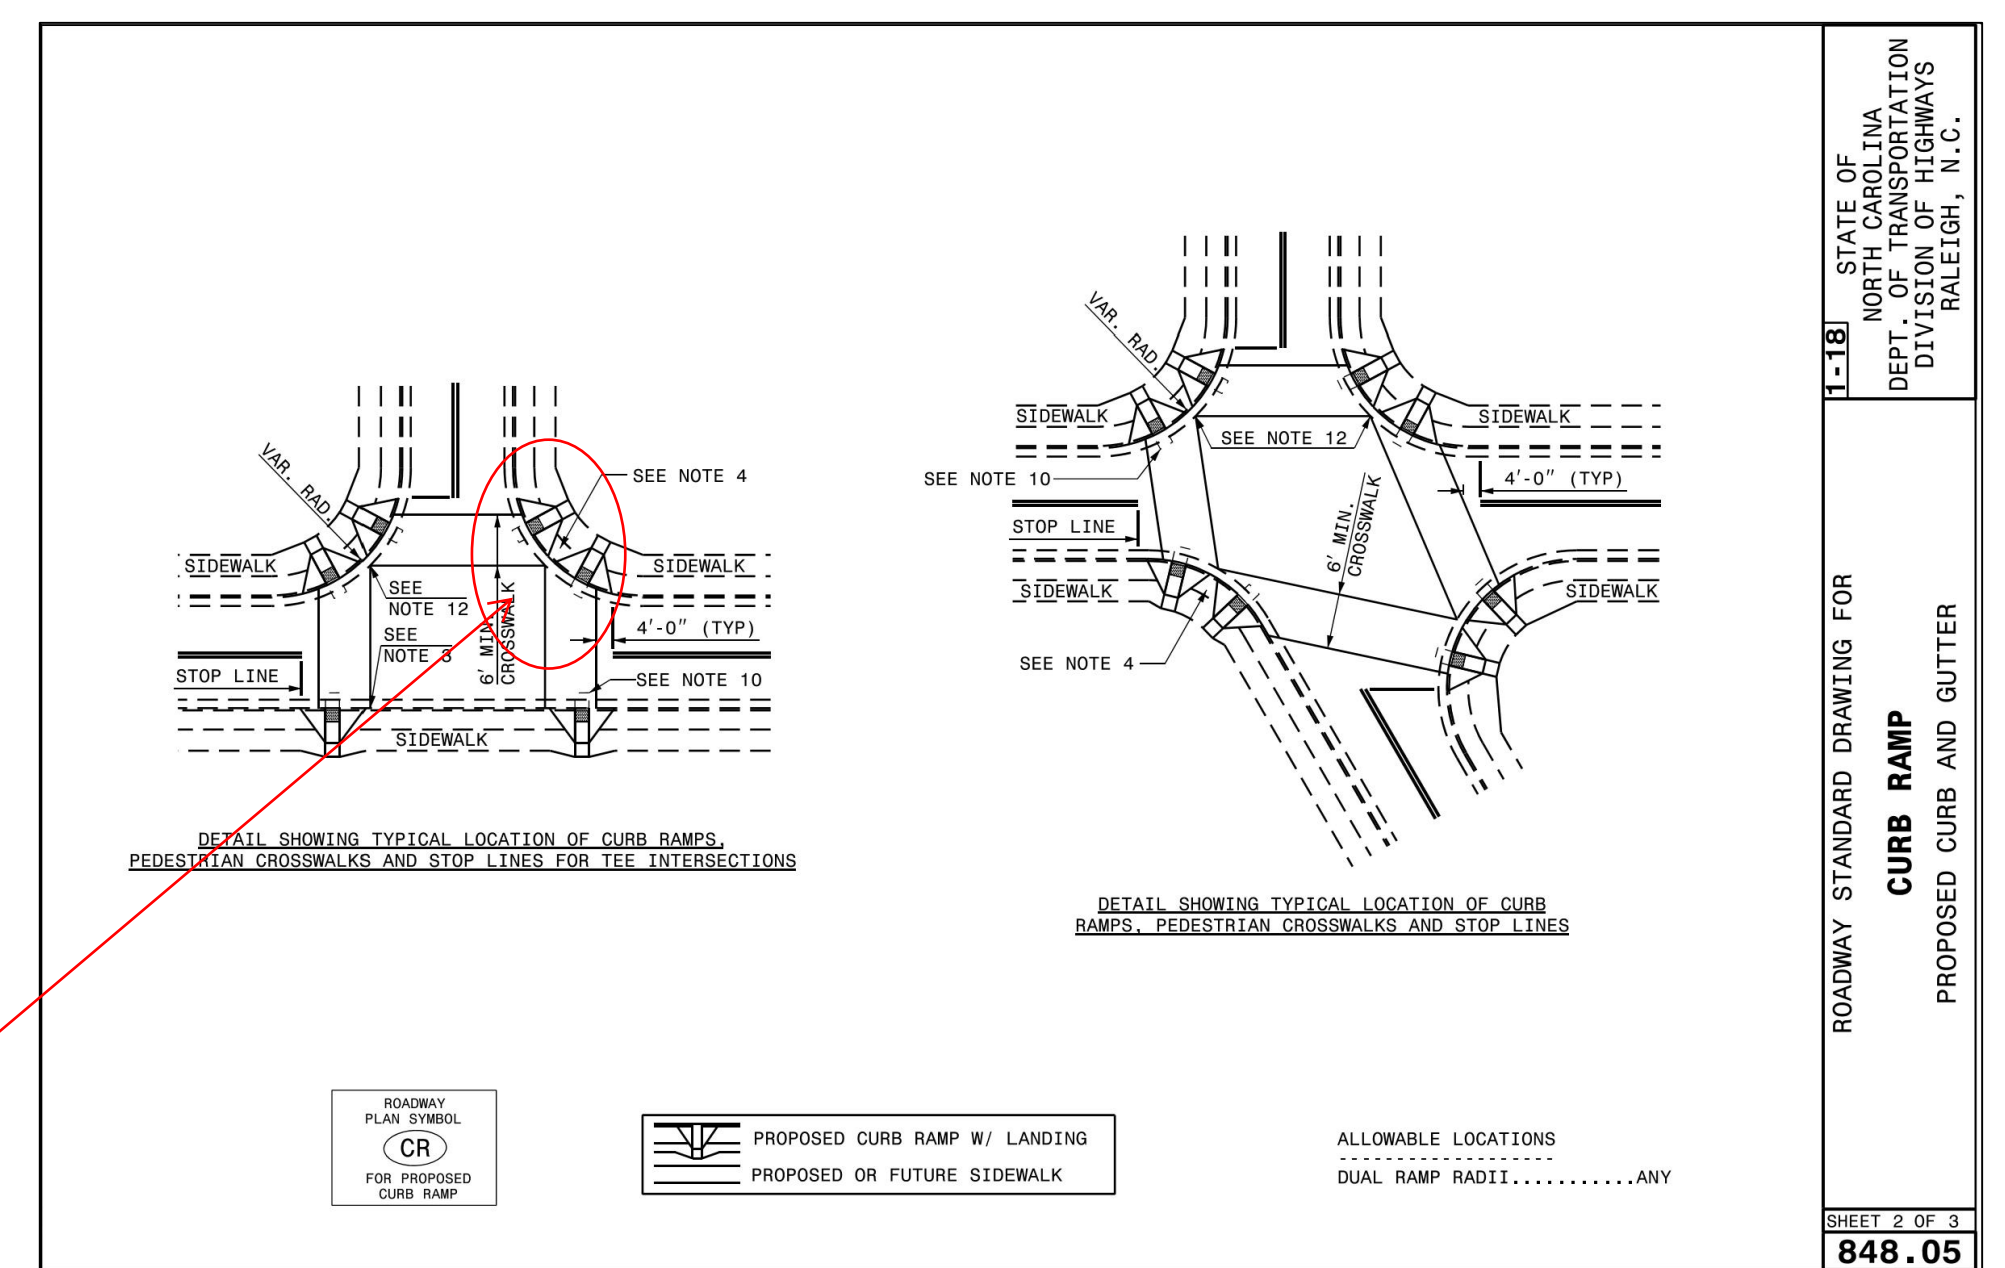 VAR. RAD.
SEE NOTE 4
SIDEWALK
SIDEWALK
SEE
NOTE 12
SEE
NOTE 3
6' MIN.
CROSSWALK
4'-0" (TYP)
STOP LINE
SEE NOTE 10
SIDEWALK
DETAIL SHOWING TYPICAL LOCATION OF CURB RAMPS,
PEDESTRIAN CROSSWALKS AND STOP LINES FOR TEE INTERSECTIONS
VAR. RAD.
SIDEWALK
SIDEWALK
SEE NOTE 12
SEE NOTE 10
4'-0" (TYP)
6' MIN.
CROSSWALK
STOP LINE
SIDEWALK
SIDEWALK
SEE NOTE 4
DETAIL SHOWING TYPICAL LOCATION OF CURB
RAMPS, PEDESTRIAN CROSSWALKS AND STOP LINES
ROADWAY
PLAN SYMBOL
CR
FOR PROPOSED
CURB RAMP
PROPOSED CURB RAMP W/ LANDING
PROPOSED OR FUTURE SIDEWALK
ALLOWABLE LOCATIONS
-------------------
DUAL RAMP RADII...........ANY
1-18
STATE OF
NORTH CAROLINA
DEPT. OF TRANSPORTATION
DIVISION OF HIGHWAYS
RALEIGH, N.C.
ROADWAY STANDARD DRAWING FOR
CURB RAMP
PROPOSED CURB AND GUTTER
SHEET 2 OF 3
848.05